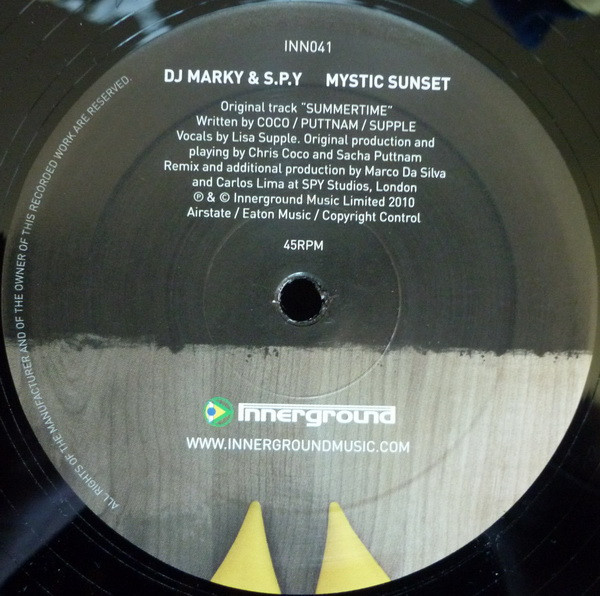 INN041
DJ MARKY & S.P.Y MYSTIC SUNSET
Original track "SUMMERTIME"
Written by COCO / PUTTNAM / SUPPLE
Vocals by Lisa Supple. Original production and
playing by Chris Coco and Sacha Puttnam
Remix and additional production by Marco Da Silva
and Carlos Lima at SPY Studios, London
℗ & © Innerground Music Limited 2010
Airstate / Eaton Music / Copyright Control
45RPM
Innerground
WWW.INNERGROUNDMUSIC.COM
ALL RIGHTS OF THE MANUFACTURER AND OF THE OWNER OF THIS RECORDED WORK ARE RESERVED.